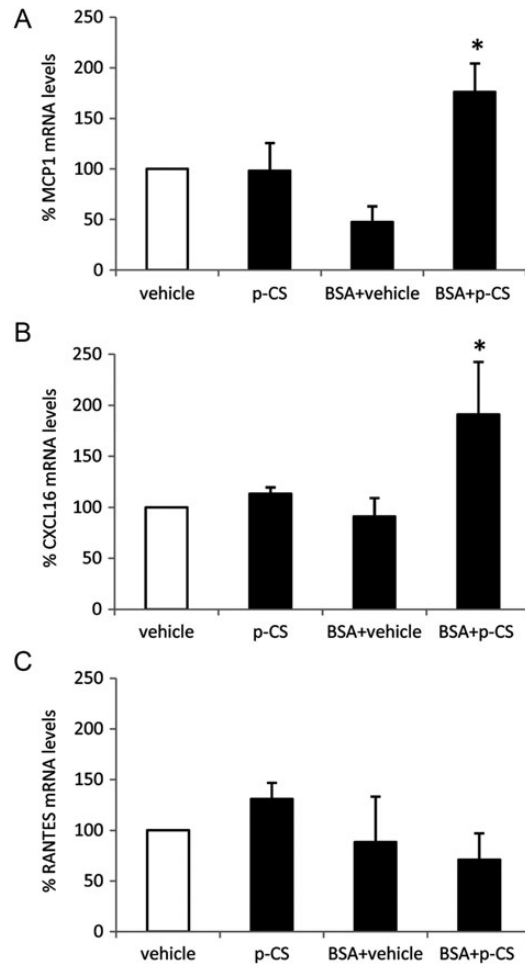 A
250
200
150
100
50
0
% MCP1 mRNA levels
*
vehicle p-CS BSA+vehicle BSA+p-CS
B
250
200
150
100
50
0
% CXCL16 mRNA levels
*
vehicle p-CS BSA+vehicle BSA+p-CS
C
250
200
150
100
50
0
% RANTES mRNA levels
vehicle p-CS BSA+vehicle BSA+p-CS